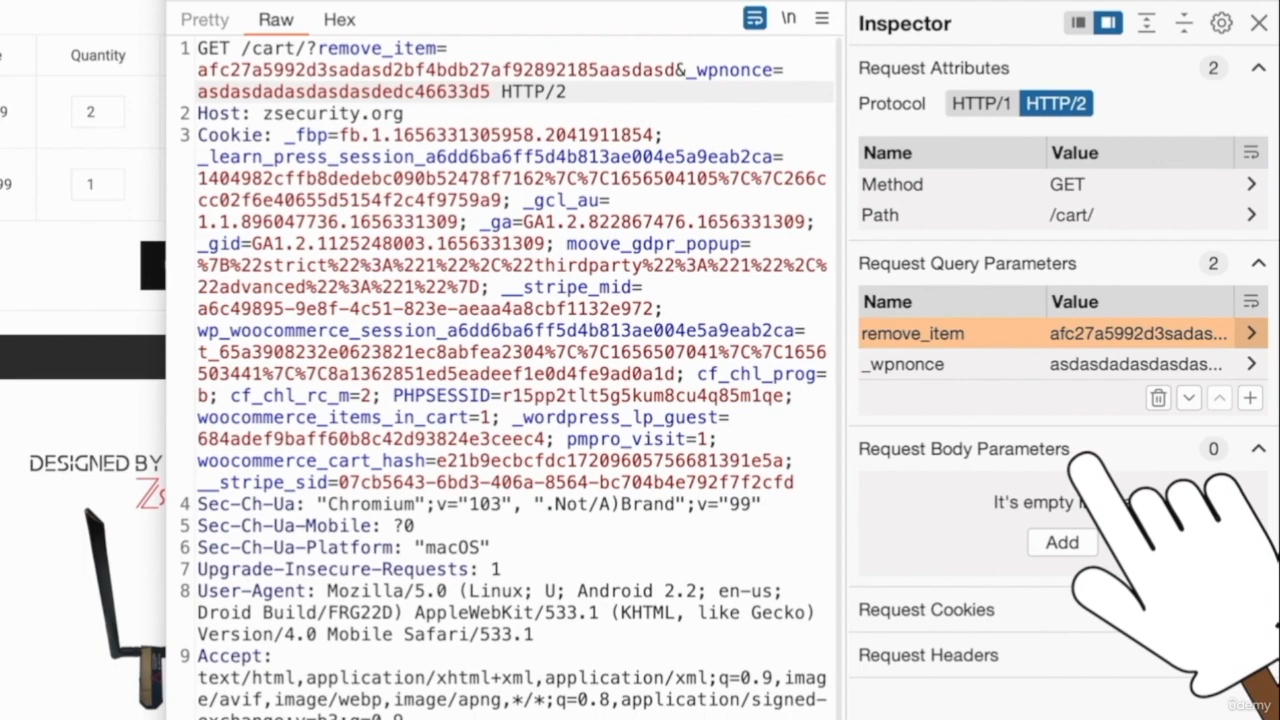 Quantity
9
2
99
1
DESIGNED BY
Zs
Pretty
Raw
Hex
\n
1 GET /cart/?remove_item=
afc27a5992d3sadasd2bf4bdb27af92892185aasdasd&_wpnonce=
asdasdadasdasdasdedc46633d5 HTTP/2
2 Host: zsecurity.org
3 Cookie: _fbp=fb.1.1656331305958.2041911854;
_learn_press_session_a6dd6ba6ff5d4b813ae004e5a9eab2ca=
1404982cffb8dedebc090b52478f7162%7C%7C1656504105%7C%7C266cc
cc02f6e40655d5154f2c4f9759a9; _gcl_au=
1.1.896047736.1656331309; _ga=GA1.2.822867476.1656331309;
_gid=GA1.2.1125248003.1656331309; moove_gdpr_popup=
%7B%22strict%22%3A%221%22%2C%22thirdparty%22%3A%221%22%2C%
22advanced%22%3A%221%22%7D; __stripe_mid=
a6c49895-9e8f-4c51-823e-aeaa4a8cbf1132e972;
wp_woocommerce_session_a6dd6ba6ff5d4b813ae004e5a9eab2ca=
t_65a3908232e0623821ec8abfea2304%7C%7C1656507041%7C%7C1656
503441%7C%7C8a1362851ed5eadeef1e0d4fe9ad0a1d; cf_chl_prog=
b; cf_chl_rc_m=2; PHPSESSID=r15pp2tlt5g5kum8cu4q85m1qe;
woocommerce_items_in_cart=1; _wordpress_lp_guest=
684adef9baff60b8c42d93824e3ceec4; pmpro_visit=1;
woocommerce_cart_hash=e21b9ecbcfdc17209605756681391e5a;
__stripe_sid=07cb5643-6bd3-406a-8564-bc704b4e792f7f2cfd
4 Sec-Ch-Ua: "Chromium";v="103", ".Not/A)Brand";v="99"
5 Sec-Ch-Ua-Mobile: ?0
6 Sec-Ch-Ua-Platform: "macOS"
7 Upgrade-Insecure-Requests: 1
8 User-Agent: Mozilla/5.0 (Linux; U; Android 2.2; en-us;
Droid Build/FRG22D) AppleWebKit/533.1 (KHTML, like Gecko)
Version/4.0 Mobile Safari/533.1
9 Accept:
text/html,application/xhtml+xml,application/xml;q=0.9,imag
e/avif,image/webp,image/apng,*/*;q=0.8,application/signed-
exchange;v=b3;q=0.9
Inspector
Request Attributes 2
Protocol HTTP/1 HTTP/2
Name Value
Method GET
Path /cart/
Request Query Parameters 2
Name Value
remove_item afc27a5992d3sadas...
_wpnonce asdasdadasdasdas...
Request Body Parameters 0
It's empty
Add
Request Cookies
Request Headers
ûdemy